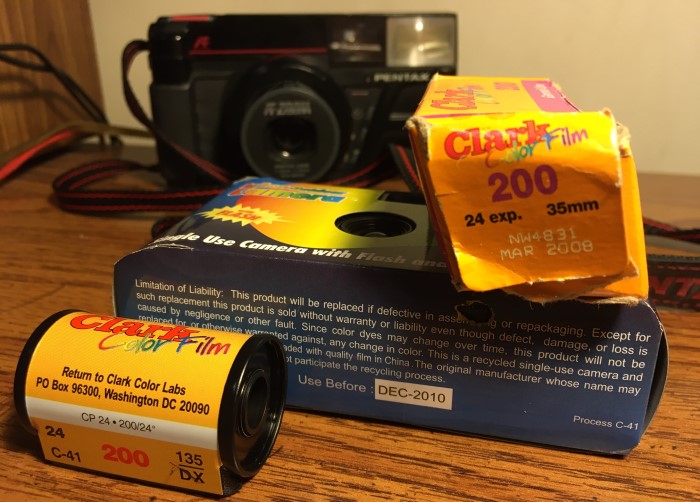 PENTAX
Clark
Color Film
200
24 exp. 35mm
NW4831
MAR 2008
Camera
FLASH
Single Use Camera with Flash and
Limitation of Liability: This product will be replaced if defective in assembling or repackaging. Except for
such replacement this product is sold without warranty or liability even though defect, damage, or loss is
caused by negligence or other fault. Since color dyes may change over time, this product will not be
replaced for or otherwise warranted against, any change in color. This is a recycled single-use camera and
loaded with quality film in China. The original manufacturer whose name may
not participate the recycling process.
Use Before: DEC-2010
Process C-41
Clark
Color Film
Return to Clark Color Labs
PO Box 96300, Washington DC 20090
CP 24 • 200/24°
24
C-41 200 135
DX